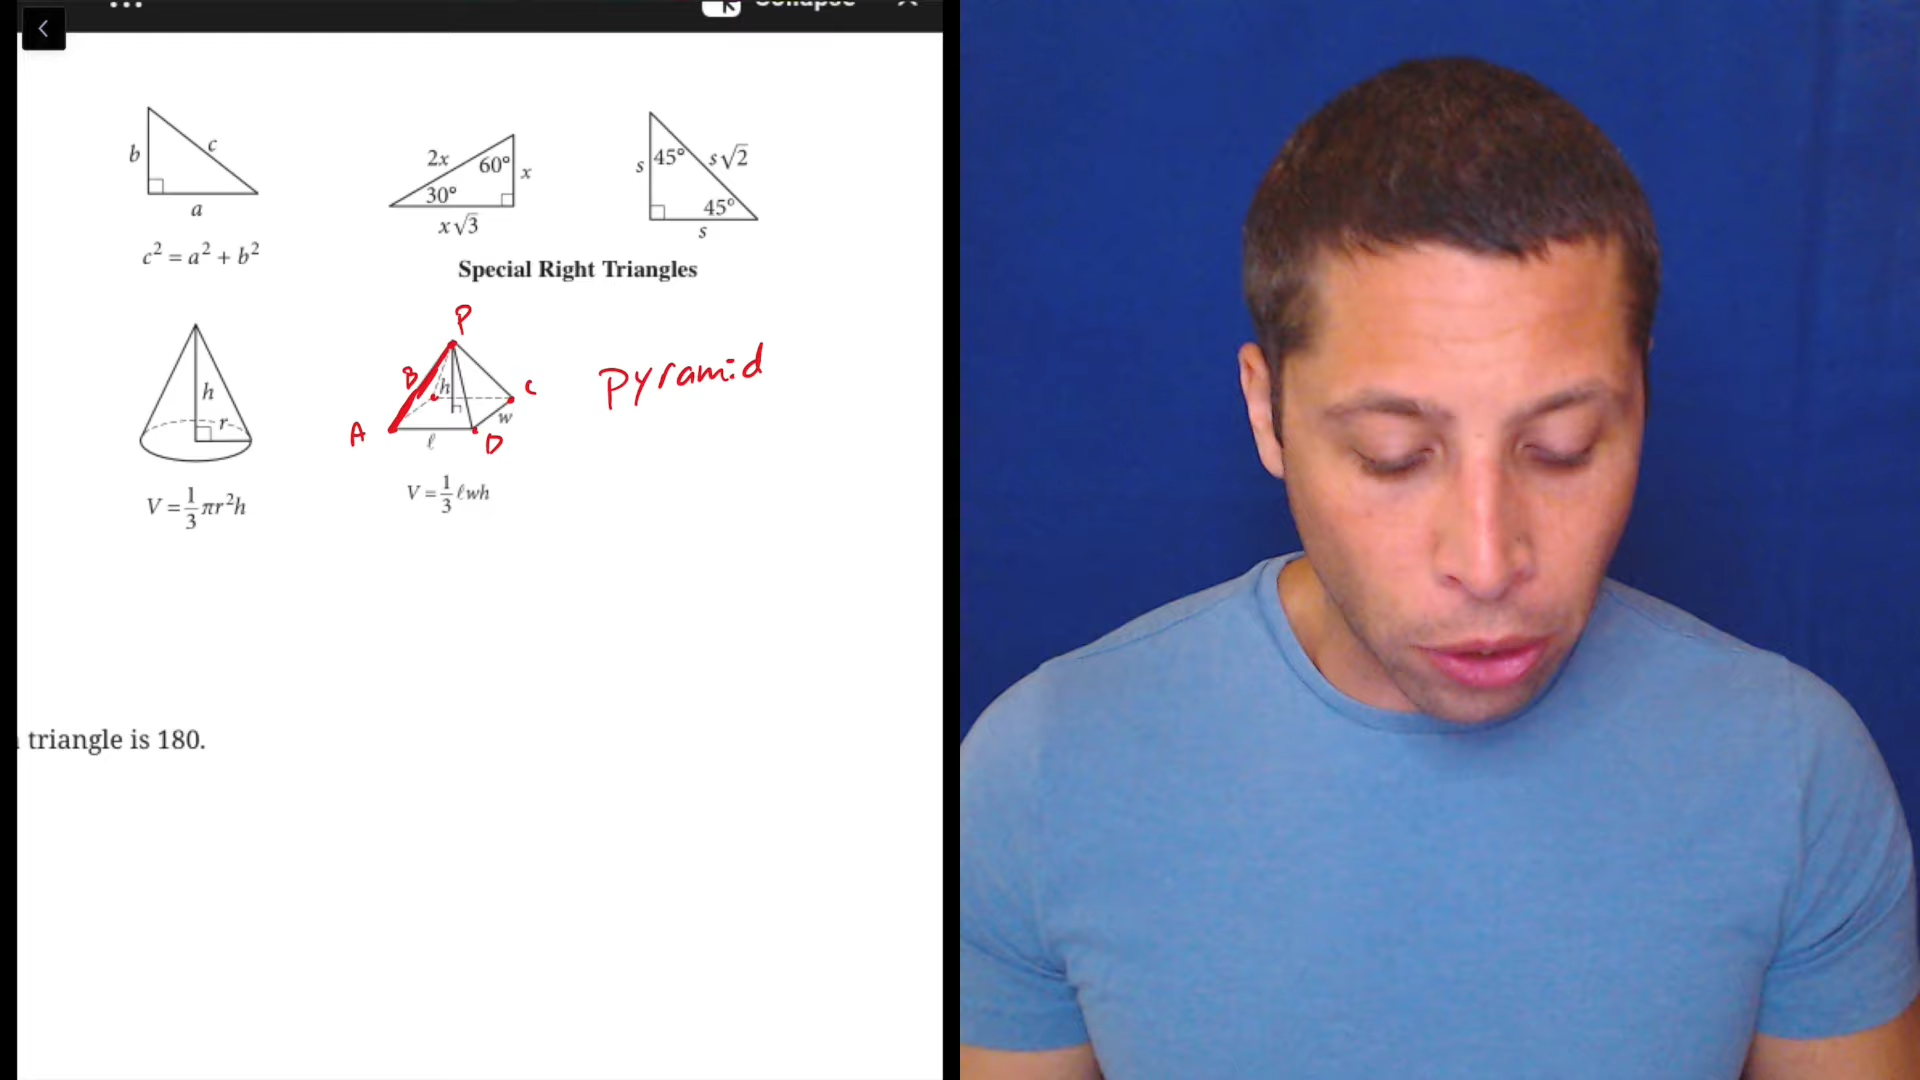 Collapse
b
c
a
c² = a² + b²
2x
60°
x
30°
x√3
s
45°
s√2
45°
s
Special Right Triangles
h
r
V = 1/3 πr²h
P
B
h
C
w
A
ℓ
D
V = 1/3 ℓwh
pyramid
triangle is 180.